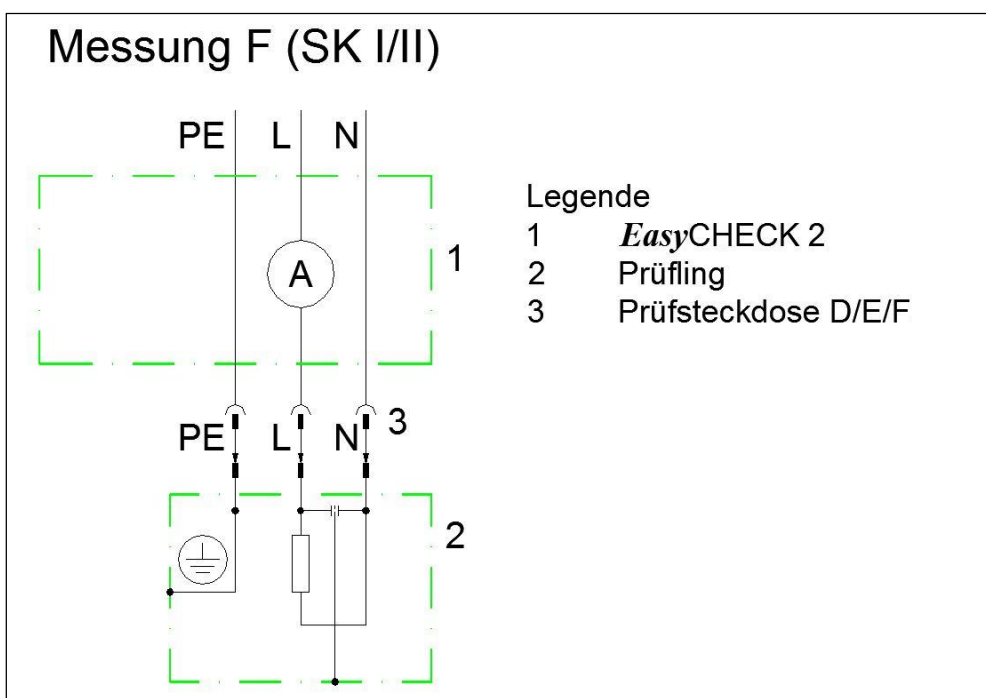 Messung F (SK I/II)
PE L N
A
1
PE L N 3
2
Legende
1 EasyCHECK 2
2 Prüfling
3 Prüfsteckdose D/E/F